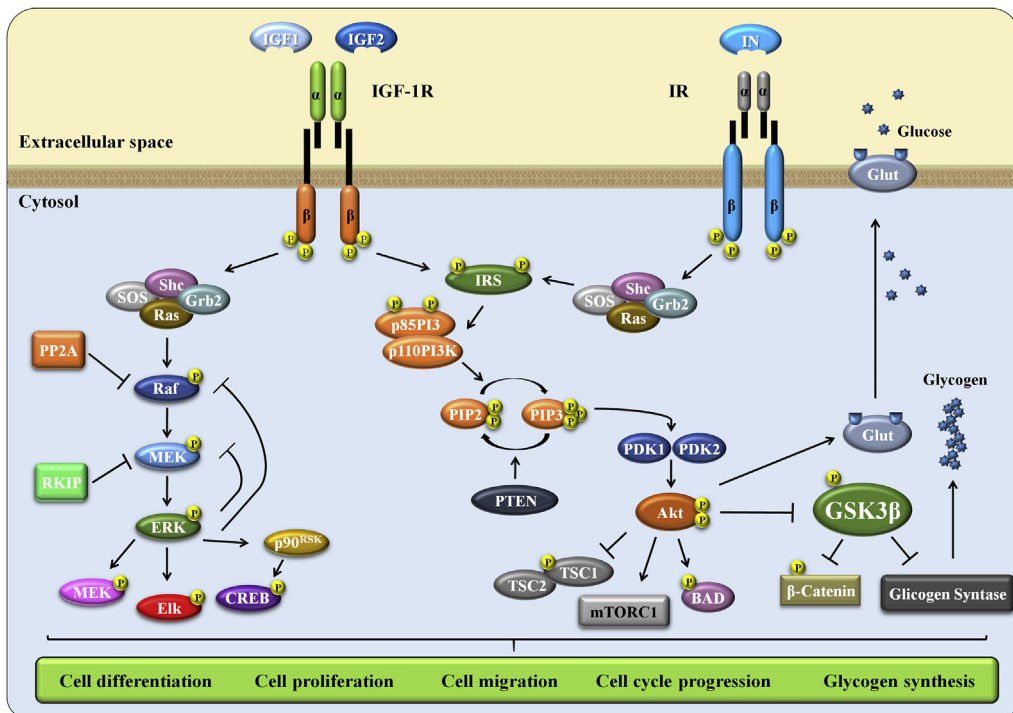 IGF1
IGF2
IN
α
α
IGF-1R
IR
α
α
Extracellular space
Glucose
Glut
Cytosol
β
β
β
β
P
P
P
P
P
P
P
P
P
P
IRS
Shc
SOS
Grb2
Ras
Shc
SOS
Grb2
Ras
P
P
p85PI3
p110PI3K
PP2A
P
Raf
Glycogen
PIP2
P
P
PIP3
P
P
P
Glut
P
MEK
PDK1
PDK2
RKIP
PTEN
P
ERK
Akt
P
P
P
GSK3β
p90RSK
P
TSC1
TSC2
P
MEK
P
Elk
P
CREB
mTORC1
P
BAD
P
β-Catenin
Glicogen Syntase
Cell differentiation
Cell proliferation
Cell migration
Cell cycle progression
Glycogen synthesis